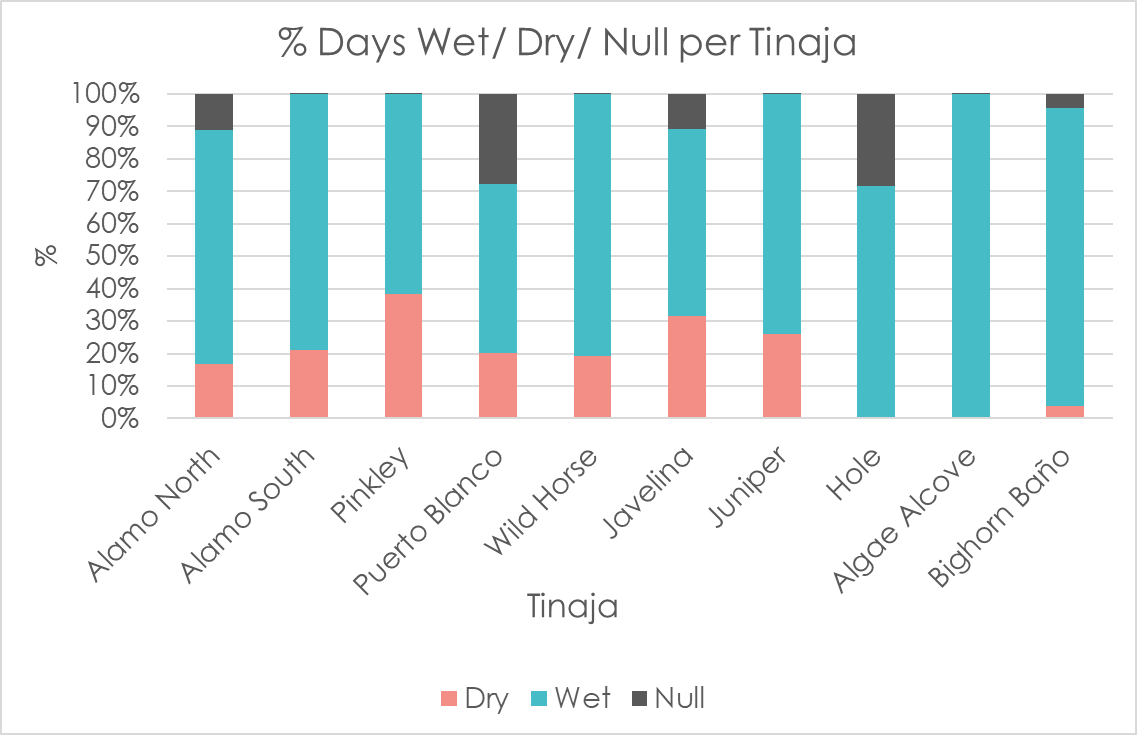 % Days Wet/ Dry/ Null per Tinaja
100%
90%
80%
70%
60%
50%
40%
30%
20%
10%
0%
%
Alamo North
Alamo South
Pinkley
Puerto Blanco
Wild Horse
Javelina
Juniper
Hole
Algae Alcove
Bighorn Baño
Tinaja
Dry Wet Null